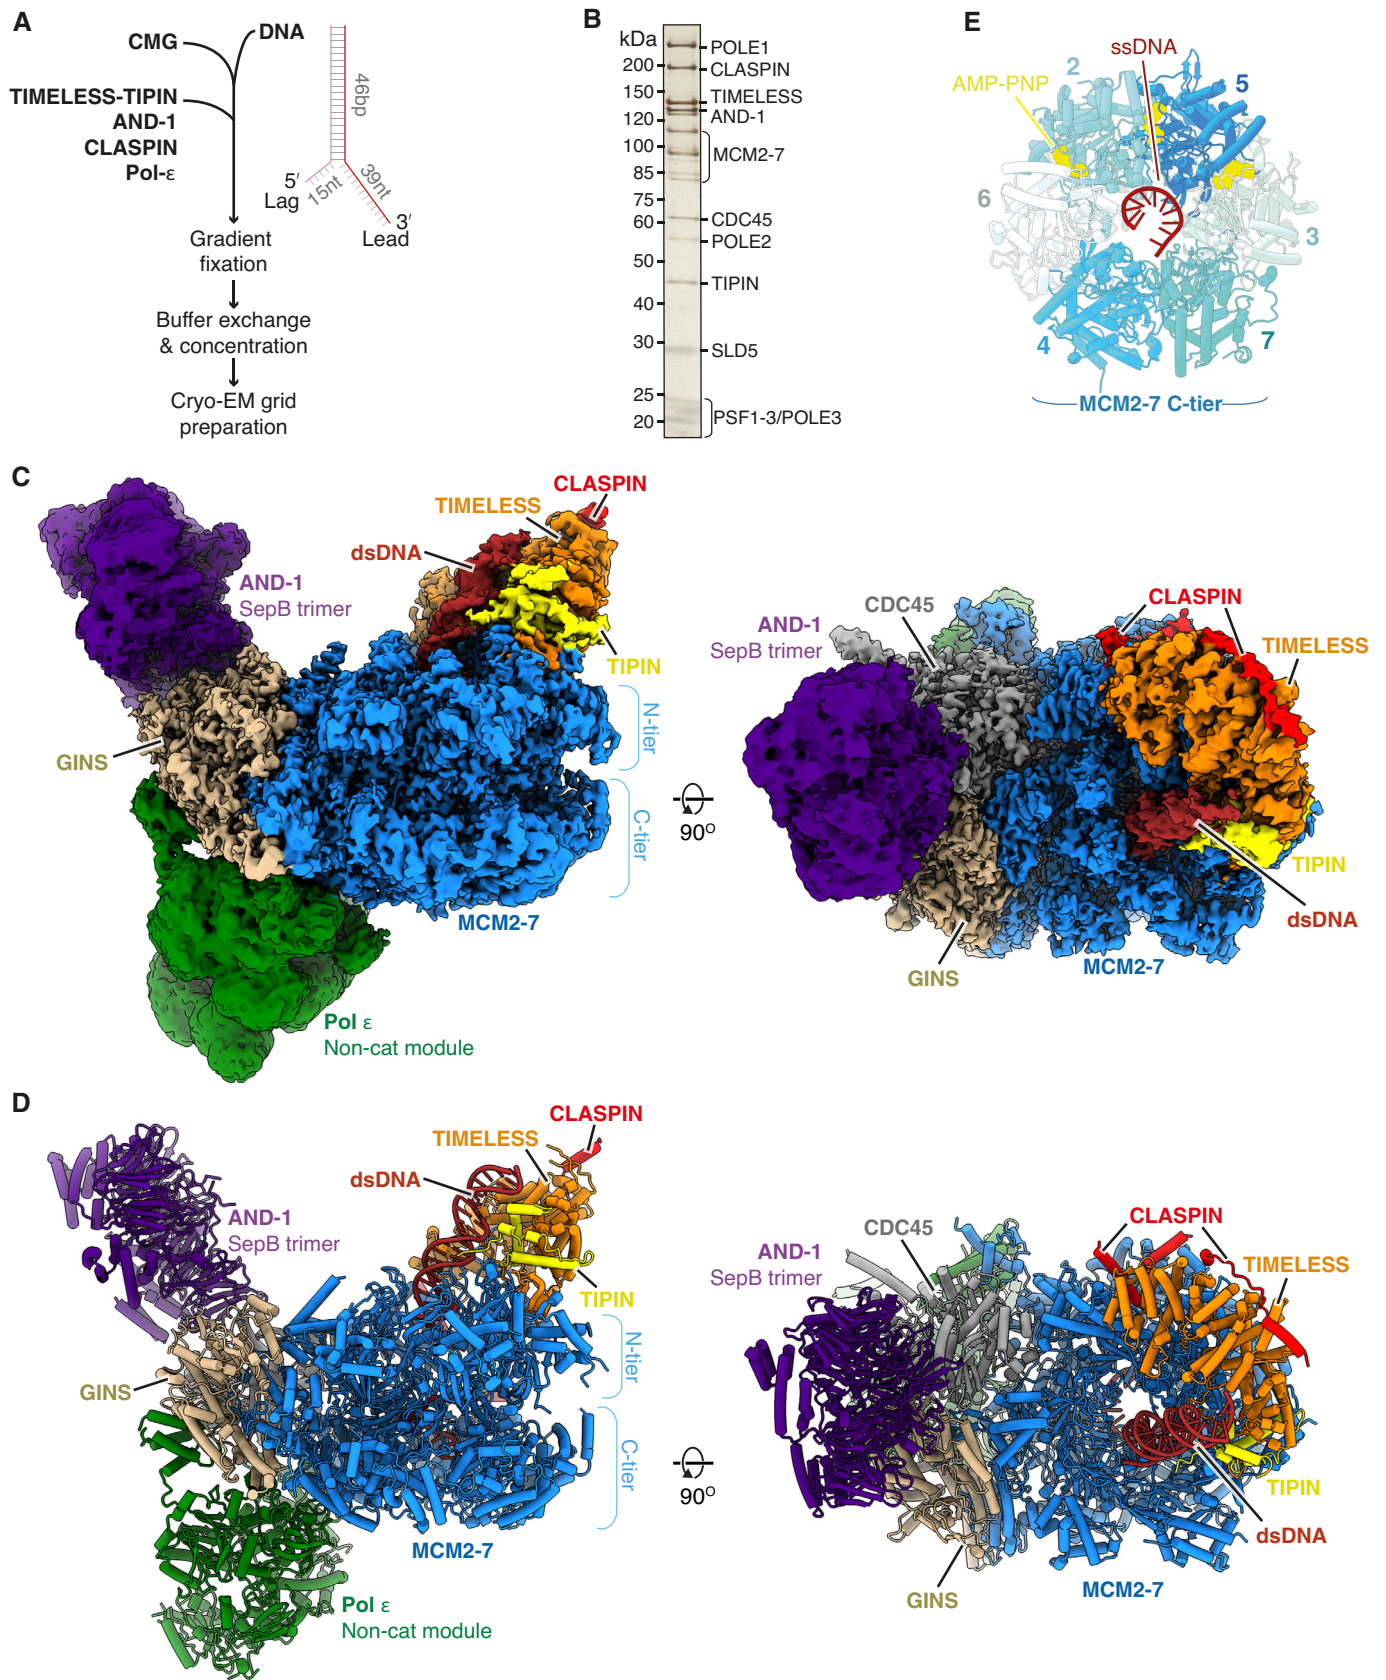 A
CMG
DNA
TIMELESS-TIPIN
AND-1
CLASPIN
Pol-ε
46bp
5′
Lag
15nt
39nt
3′
Lead
Gradient
fixation
Buffer exchange
& concentration
Cryo-EM grid
preparation
B
kDa
200
150
120
100
85
75
60
50
40
30
25
20
POLE1
CLASPIN
TIMELESS
AND-1
MCM2-7
CDC45
POLE2
TIPIN
SLD5
PSF1-3/POLE3
E
ssDNA
AMP-PNP
2
5
6
3
4
7
MCM2-7 C-tier
C
CLASPIN
TIMELESS
dsDNA
AND-1
SepB trimer
TIPIN
N-tier
GINS
C-tier
MCM2-7
Pol ε
Non-cat module
90O
CDC45
CLASPIN
AND-1
SepB trimer
TIMELESS
TIPIN
dsDNA
GINS
MCM2-7
D
CLASPIN
TIMELESS
dsDNA
AND-1
SepB trimer
TIPIN
N-tier
GINS
C-tier
MCM2-7
Pol ε
Non-cat module
90O
CDC45
CLASPIN
AND-1
SepB trimer
TIMELESS
TIPIN
dsDNA
GINS
MCM2-7